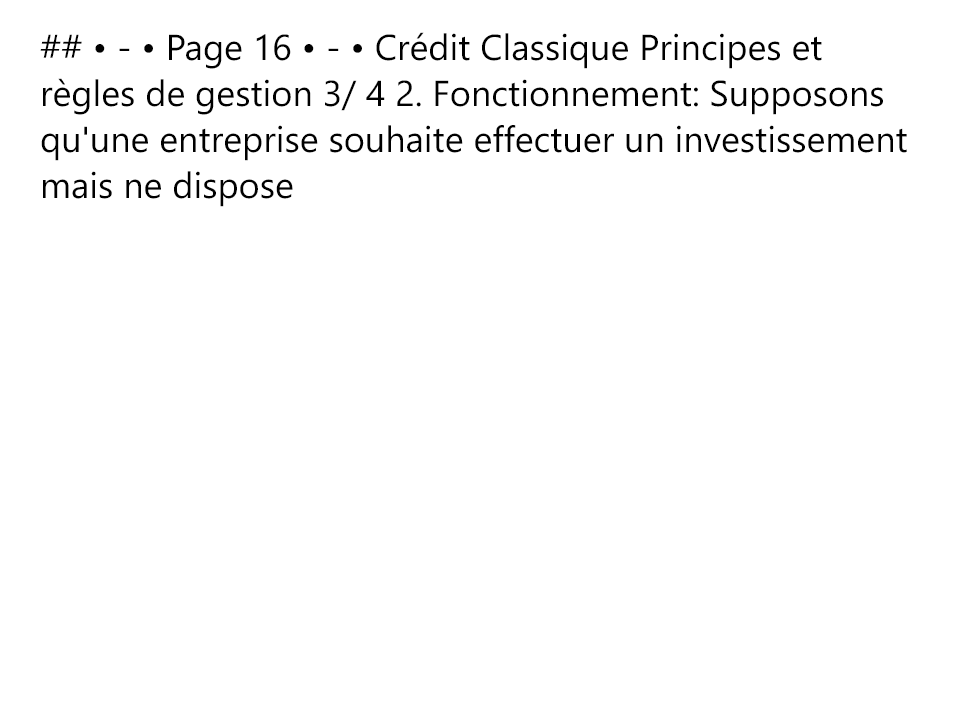 ## • - • Page 16 • - • Crédit Classique Principes et
règles de gestion 3/ 4 2. Fonctionnement: Supposons
qu'une entreprise souhaite effectuer un investissement
mais ne dispose